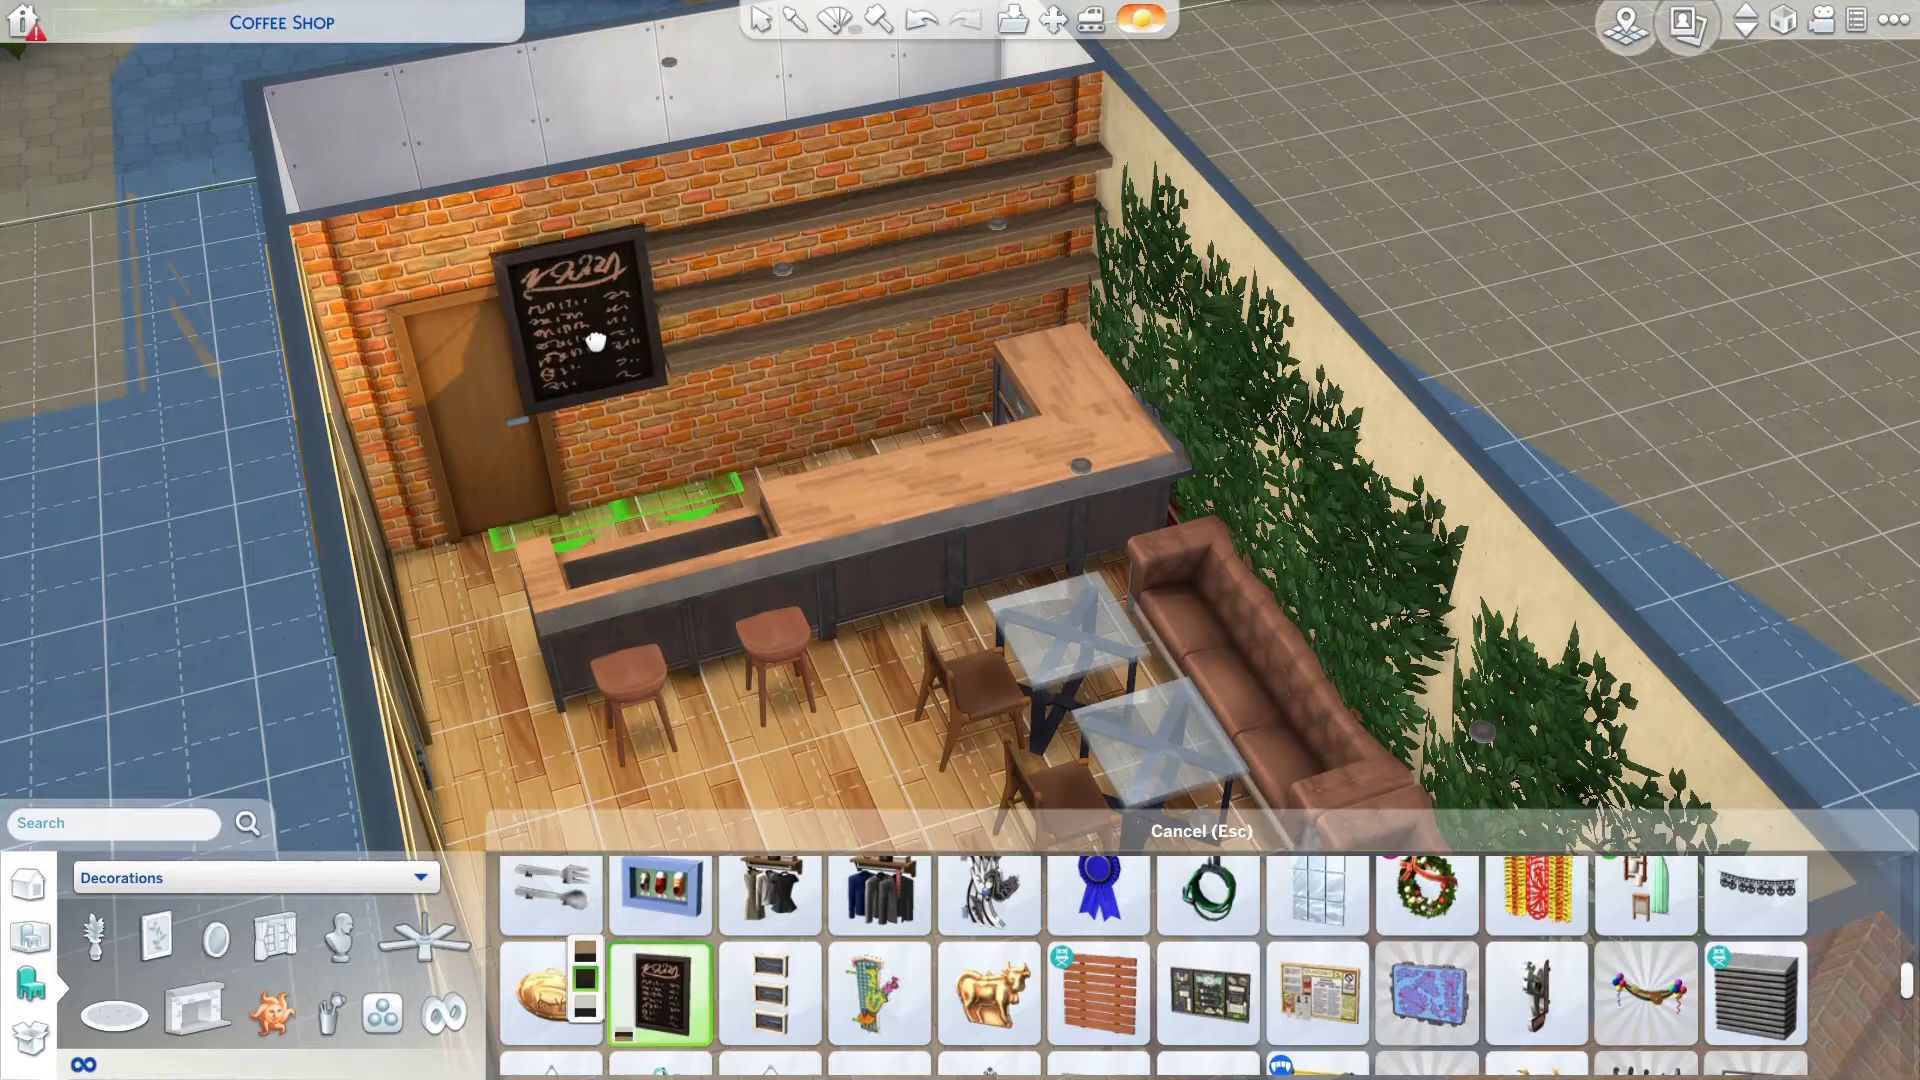 Coffee Shop
Search
Cancel (Esc)
Decorations